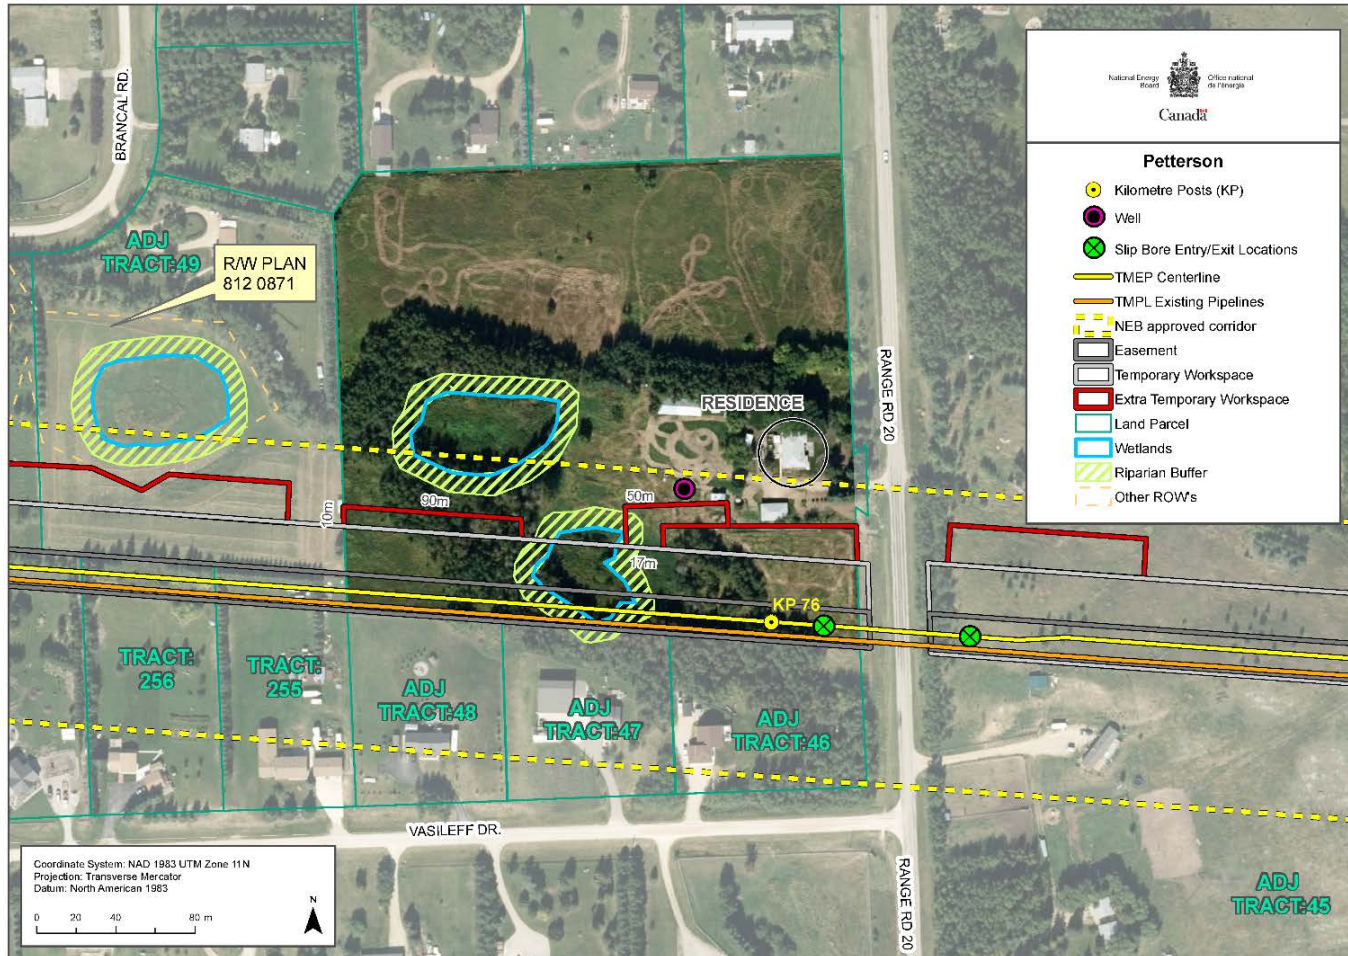 BRANCAL RD.
ADJ
TRACT:49
R/W PLAN
812 0871
RESIDENCE
RANGE RD 20
90m
10m
50m
17m
KP 76
TRACT:
256
TRACT:
255
ADJ
TRACT:48
ADJ
TRACT:47
ADJ
TRACT:46
VASILEFF DR.
RANGE RD 20
ADJ
TRACT:45
National Energy
Board
Office national
de l'énergie
Canada
Petterson
Kilometre Posts (KP)
Well
Slip Bore Entry/Exit Locations
TMEP Centerline
TMPL Existing Pipelines
NEB approved corridor
Easement
Temporary Workspace
Extra Temporary Workspace
Land Parcel
Wetlands
Riparian Buffer
Other ROW's
Coordinate System: NAD 1983 UTM Zone 11N
Projection: Transverse Mercator
Datum: North American 1983
N
0 20 40 80 m